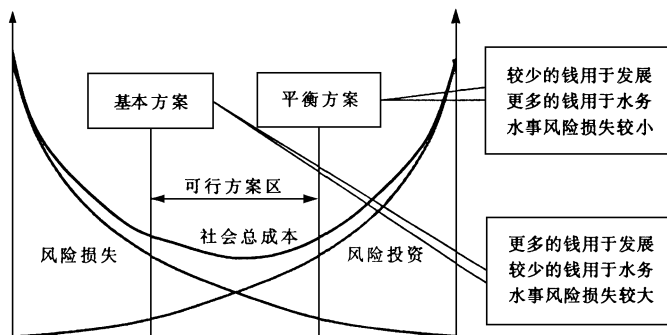 基本方案
平衡方案
较少的钱用于发展
更多的钱用于水务
水事风险损失较小
可行方案区
社会总成本
风险损失
风险投资
更多的钱用于发展
较少的钱用于水务
水事风险损失较大